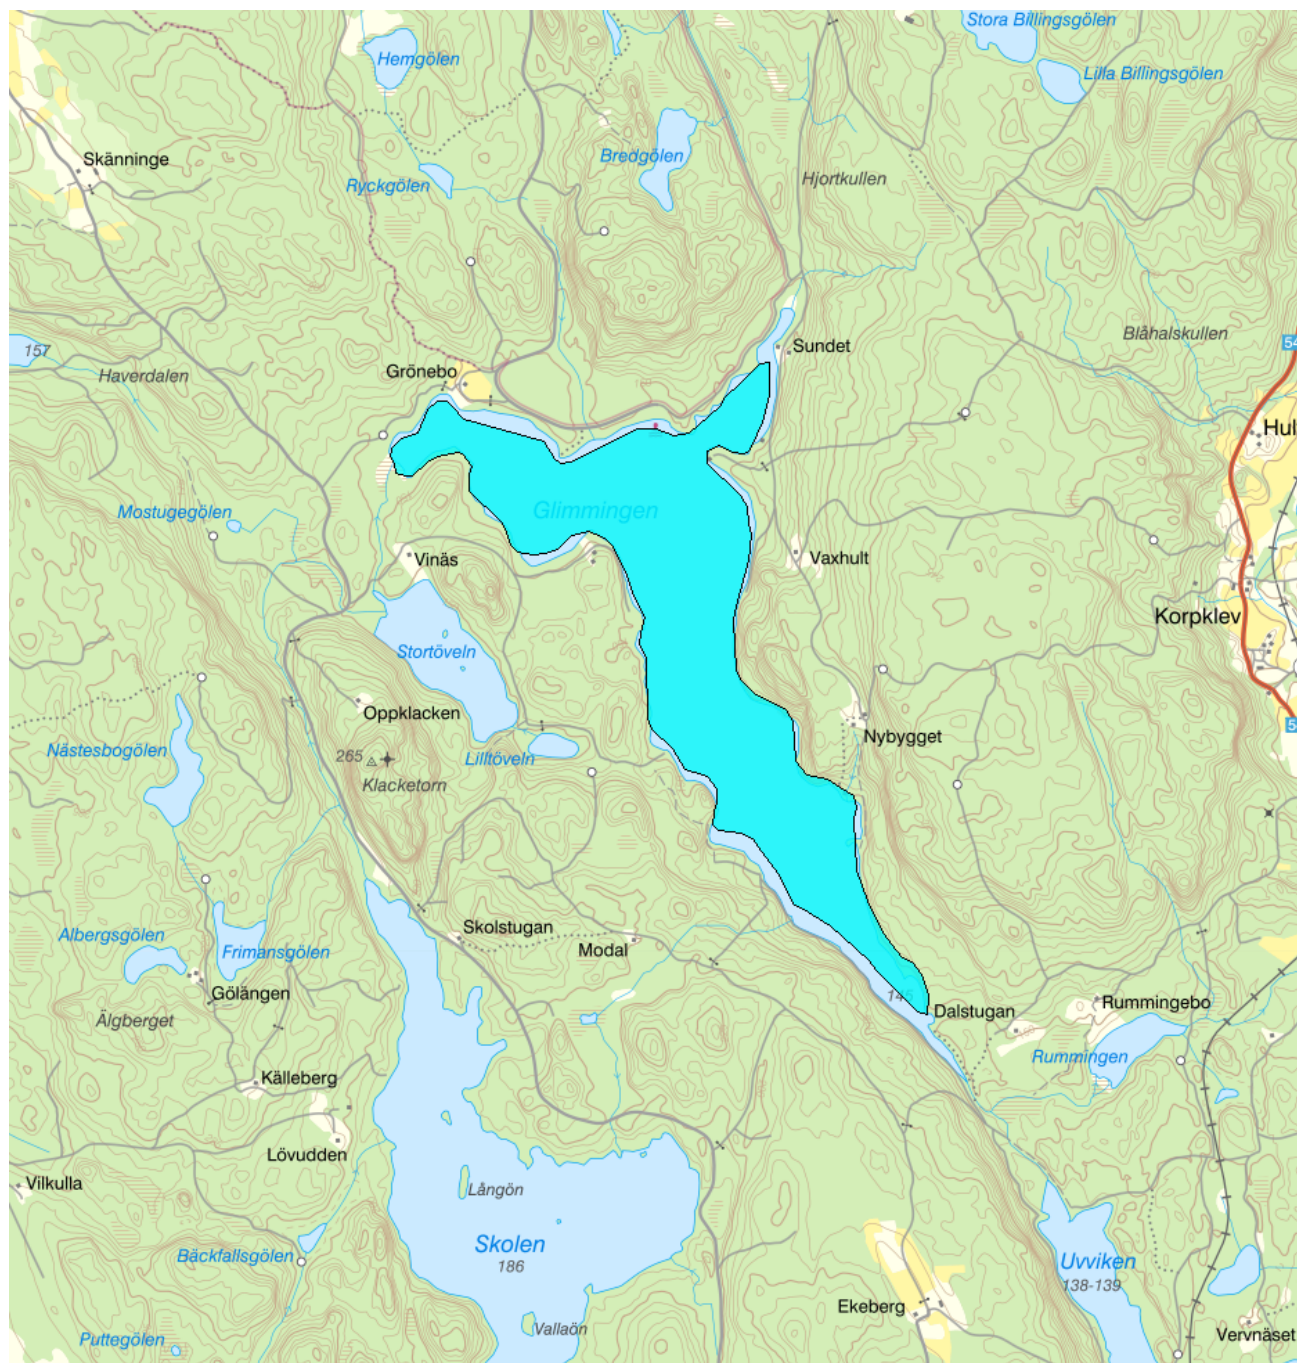 Stora Billingsgölen
Hemgölen
Lilla Billingsgölen
Skänninge
Bredgölen
Ryckgölen
Hjortkullen
Blåhalskullen
54
157
Sundet
Haverdalen
Grönebo
Hul
Glimmingen
Mostugegölen
Vinäs
Vaxhult
Korpklev
Stortöveln
Oppklacken
Nybygget
Nästesbogölen
265
Lilltöveln
Klacketorn
Albergsgölen
Skolstugan
Frimansgölen
Modal
Gölängen
145
Älgberget
Dalstugan
Rummingebo
Rummingen
Källeberg
Lövudden
Vilkulla
Långön
Skolen
186
Bäckfallsgölen
Uvviken
138-139
Ekeberg
Vallaön
Vervnäset
Puttegölen